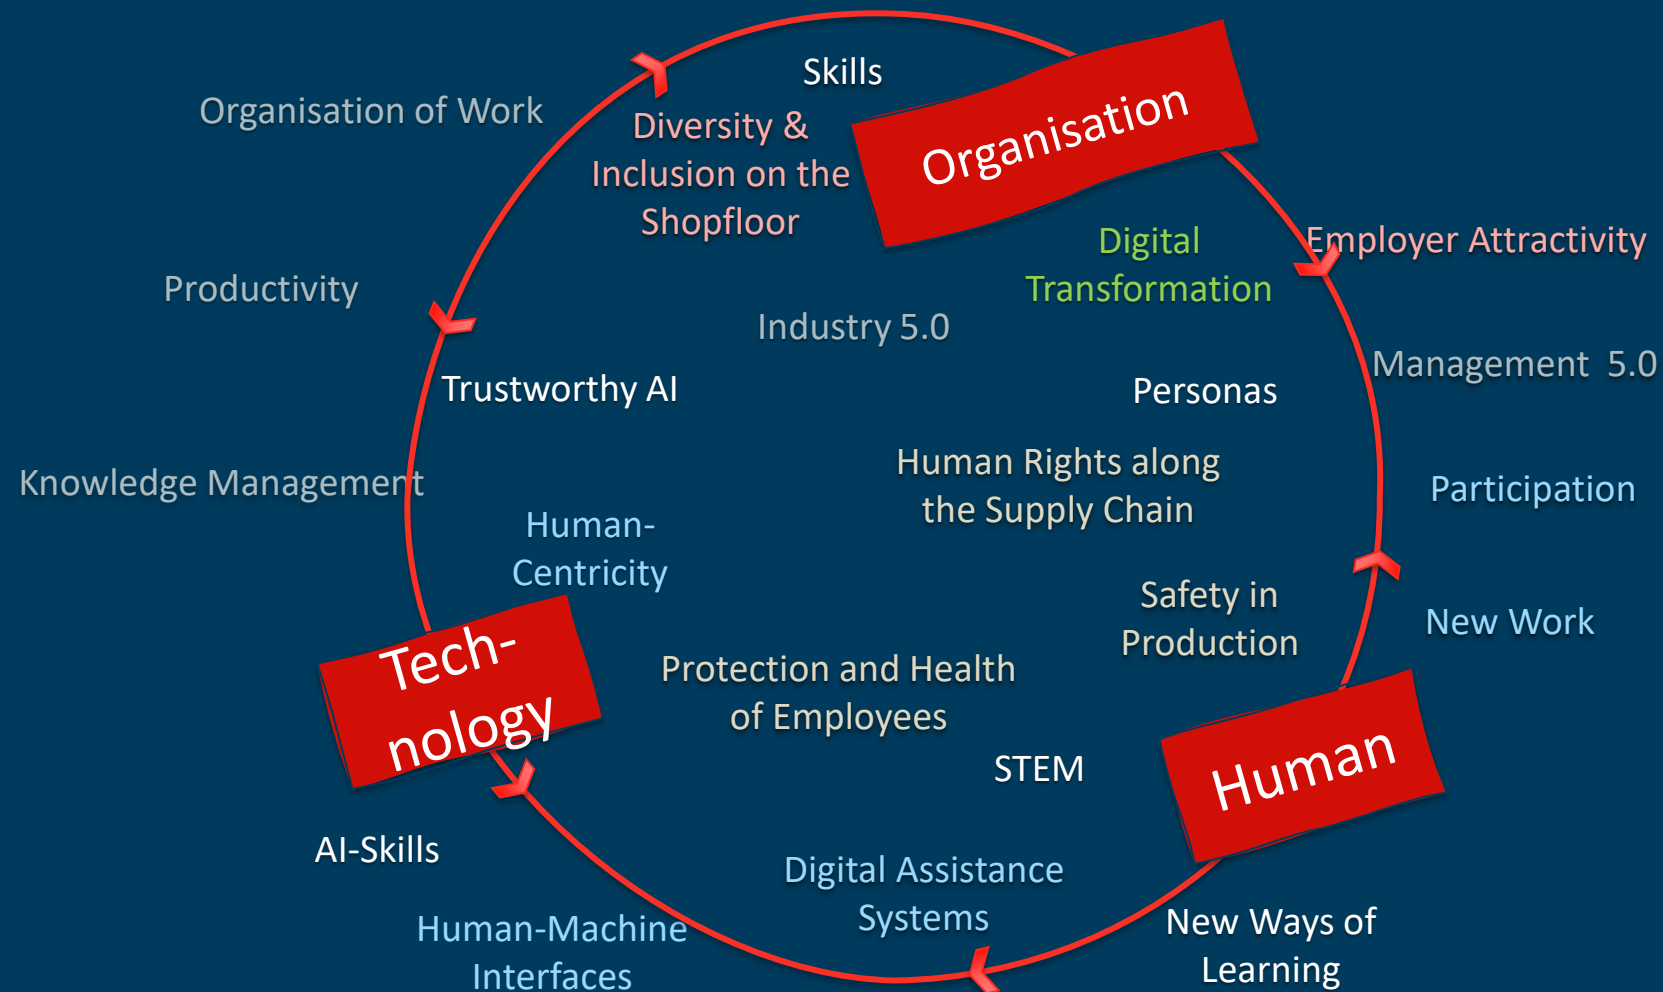 Skills
Organisation of Work
Diversity &
Inclusion on the
Shopfloor
Organisation
Digital
Transformation
Employer Attractivity
Productivity
Industry 5.0
Management  5.0
Trustworthy AI
Personas
Knowledge Management
Human Rights along
the Supply Chain
Participation
Human-
Centricity
Safety in
Production
New Work
Tech-
nology
Protection and Health
of Employees
STEM
Human
AI-Skills
Digital Assistance
Systems
Human-Machine
Interfaces
New Ways of
Learning